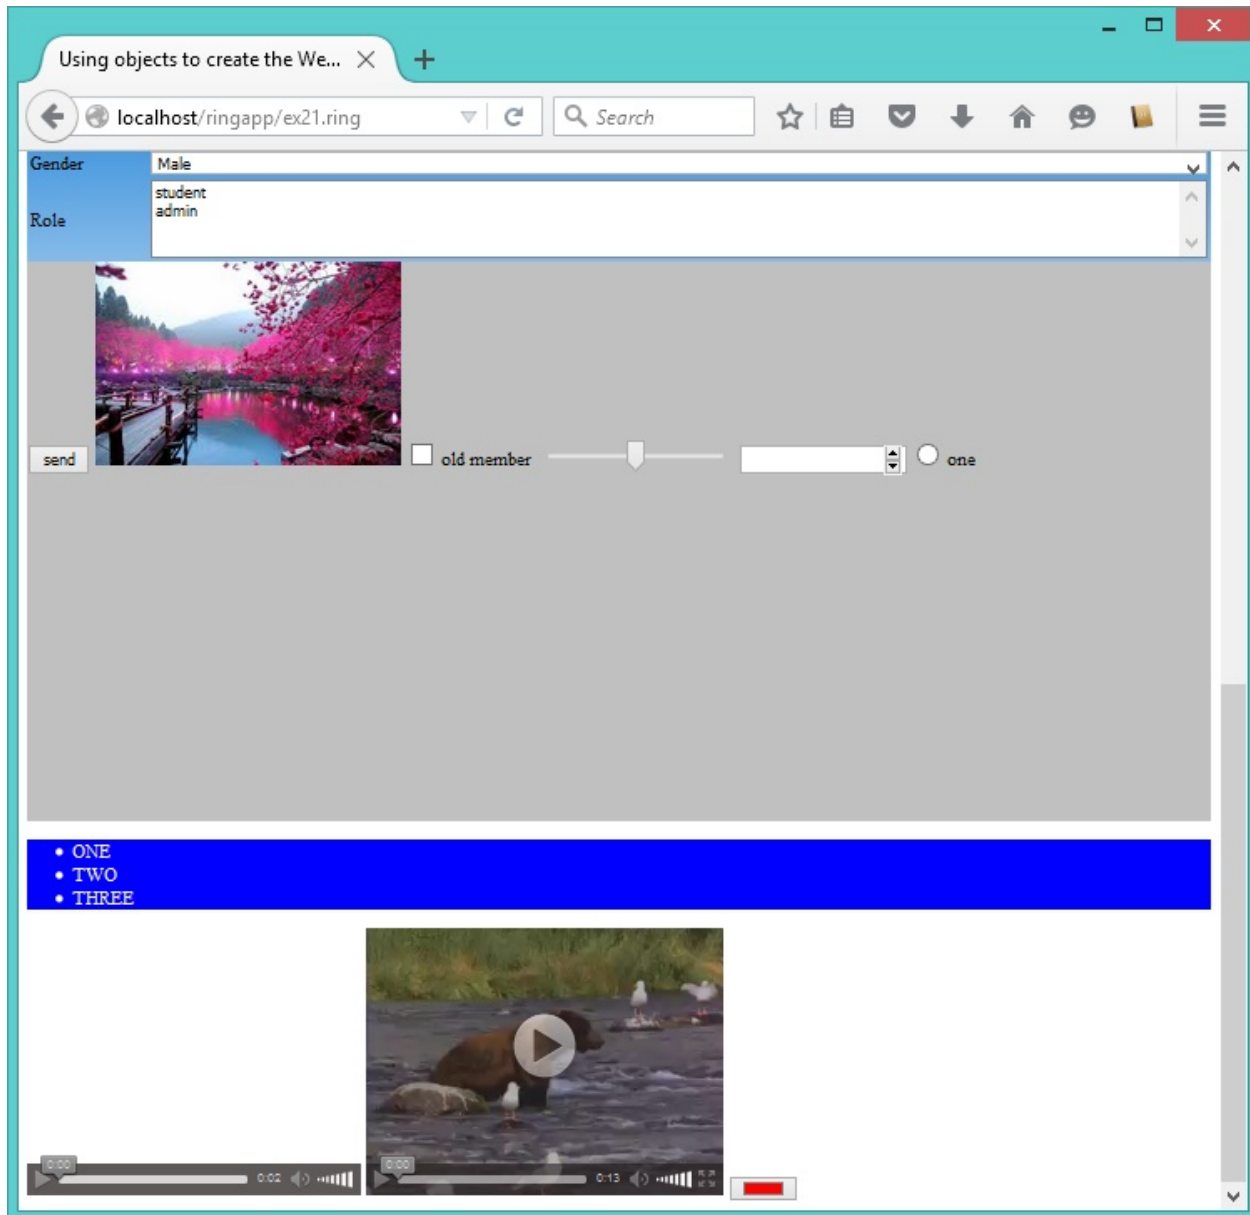 Using objects to create the We...
localhost/ringapp/ex21.ring
Search
Gender
Male
Role
student
admin
send
old member
one
ONE
TWO
THREE
0:00
0:02
0:00
0:13